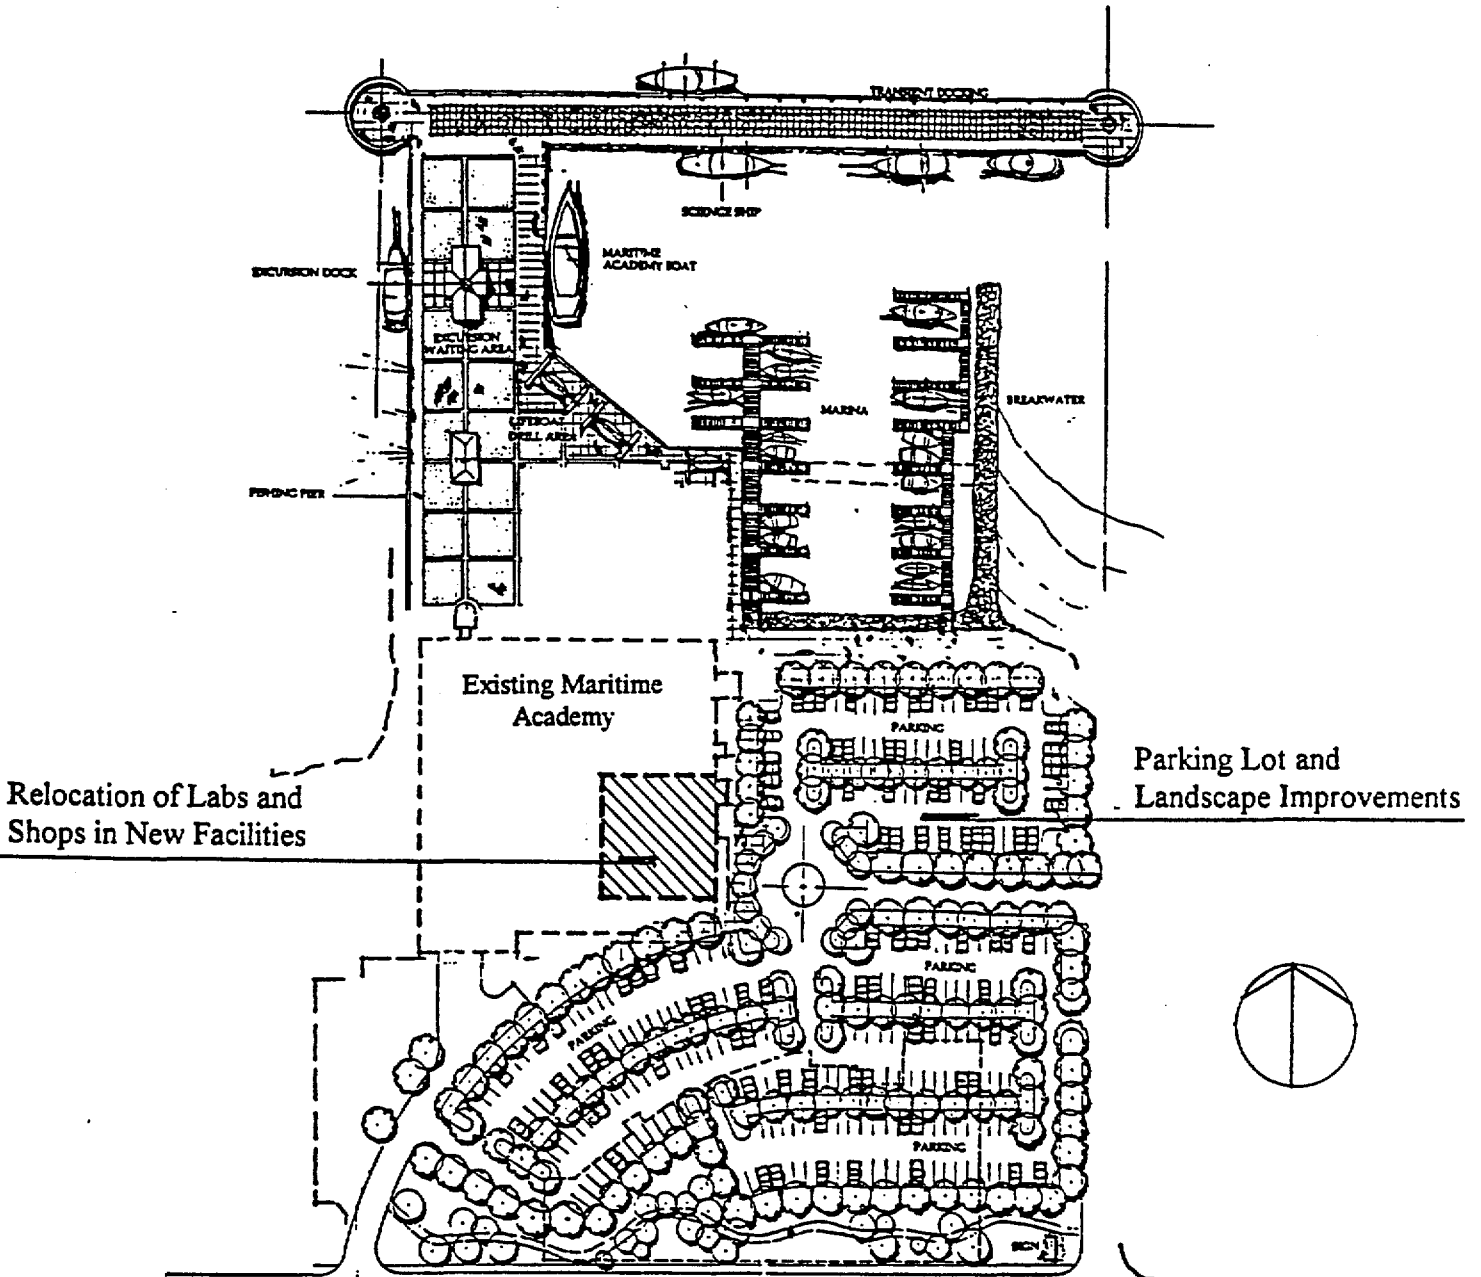 TRANSIENT DOCKING
SCIENCE SHIP
MARITIME
ACADEMY BOAT
EXCURSION DOCK
EXCURSION
WAITING AREA
LIFEBOAT
DRILL AREA
MARINA
BREAKWATER
FISHING PIER
Existing Maritime
Academy
PARKING
Relocation of Labs and
Shops in New Facilities
Parking Lot and
Landscape Improvements
PARKING
PARKING
PARKING
SIGN